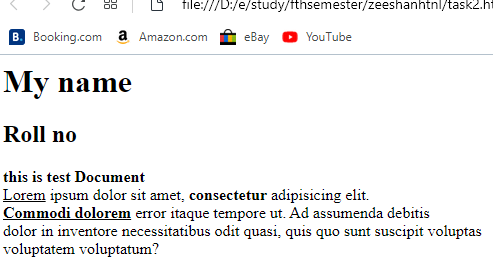 file:///D:/e/study/fthsemester/zeeshanhtnl/task2.ht
Booking.com Amazon.com eBay YouTube
My name
Roll no
this is test Document
Lorem ipsum dolor sit amet, consectetur adipisicing elit.
Commodi dolorem error itaque tempore ut. Ad assumenda debitis
dolor in inventore necessitatibus odit quasi, quis quo sunt suscipit voluptas
voluptatem voluptatum?